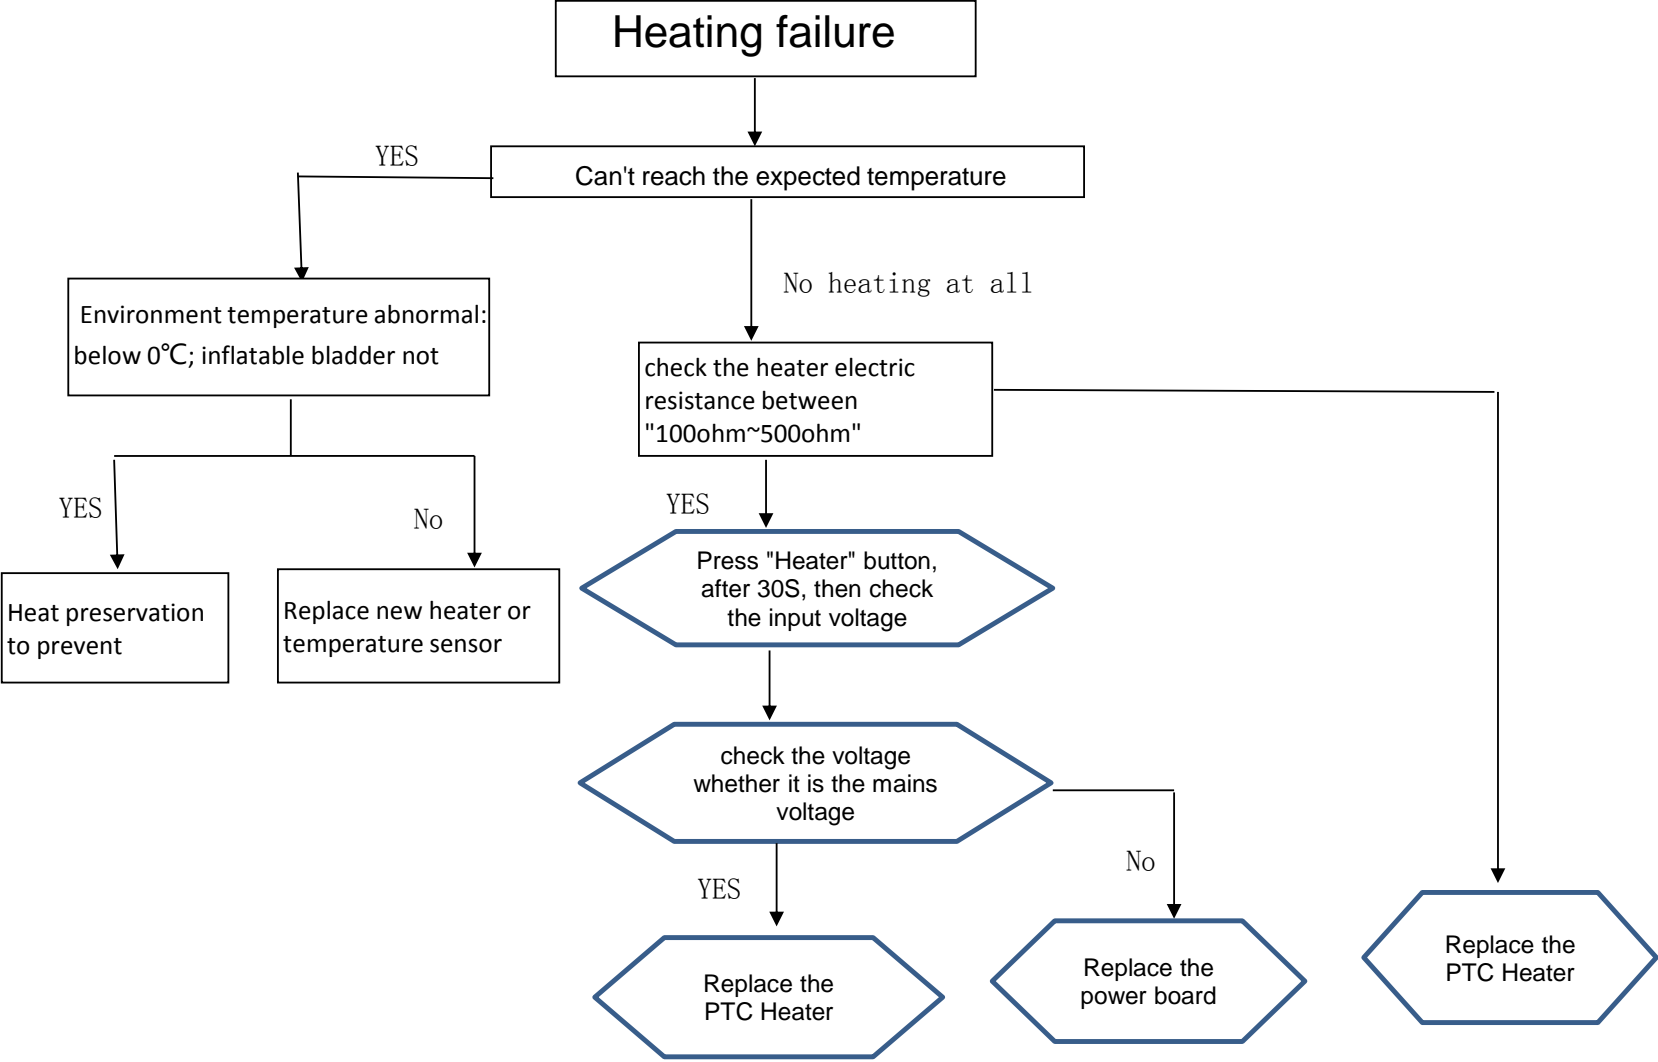 Heating failure
YES
Can't reach the expected temperature
No heating at all
Environment temperature abnormal:
below 0℃; inflatable bladder not
check the heater electric
resistance between
"100ohm~500ohm"
YES
No
YES
Heat preservation
to prevent
Replace new heater or
temperature sensor
Press "Heater" button,
after 30S, then check
the input voltage
check the voltage
whether it is the mains
voltage
YES
No
Replace the
PTC Heater
Replace the
power board
Replace the
PTC Heater